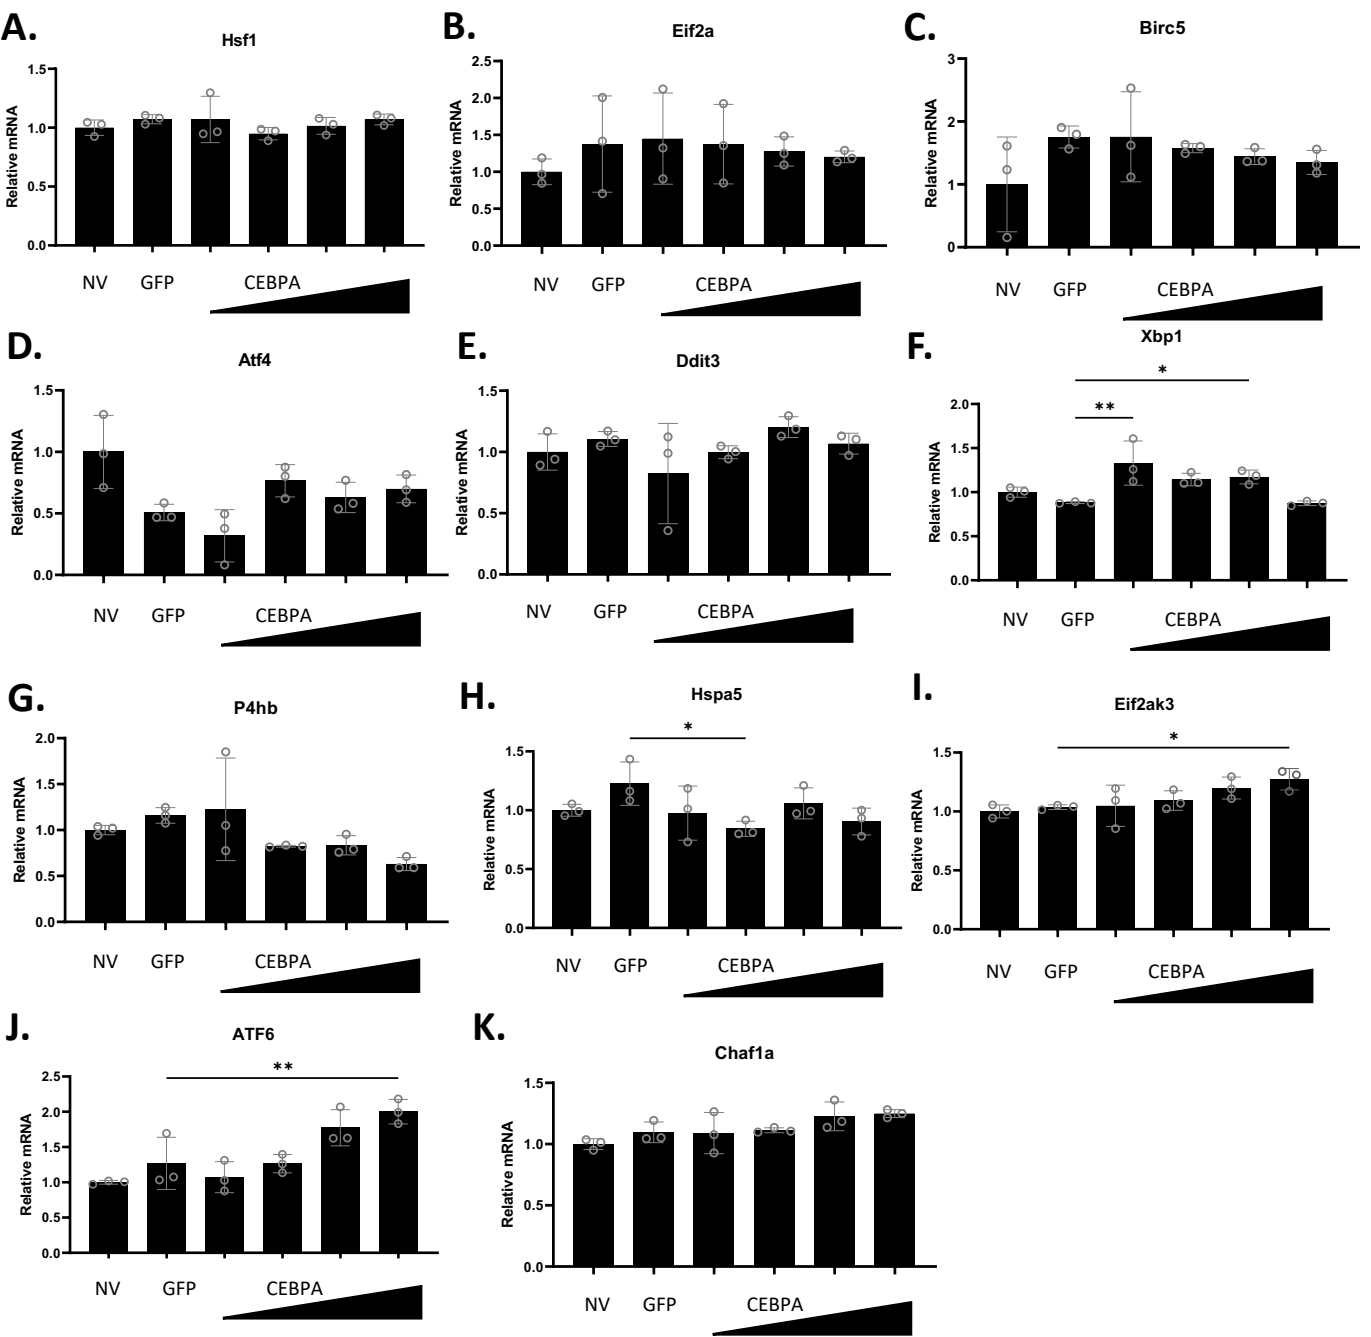 A.
Hsf1
Relative mRNA
1.5
1.0
0.5
0.0
NV GFP CEBPA
B.
Eif2a
Relative mRNA
2.5
2.0
1.5
1.0
0.5
0.0
NV GFP CEBPA
C.
Birc5
Relative mRNA
3
2
1
0
NV GFP CEBPA
D.
Atf4
Relative mRNA
1.5
1.0
0.5
0.0
NV GFP CEBPA
E.
Ddit3
Relative mRNA
1.5
1.0
0.5
0.0
NV GFP CEBPA
F.
Xbp1
*
**
Relative mRNA
2.0
1.5
1.0
0.5
0.0
NV GFP CEBPA
G.
P4hb
Relative mRNA
2.0
1.5
1.0
0.5
0.0
NV GFP CEBPA
H.
Hspa5
*
Relative mRNA
1.5
1.0
0.5
0.0
NV GFP CEBPA
I.
Eif2ak3
*
Relative mRNA
1.5
1.0
0.5
0.0
NV GFP CEBPA
J.
ATF6
**
Relative mRNA
2.5
2.0
1.5
1.0
0.5
0.0
NV GFP CEBPA
K.
Chaf1a
Relative mRNA
1.5
1.0
0.5
0.0
NV GFP CEBPA